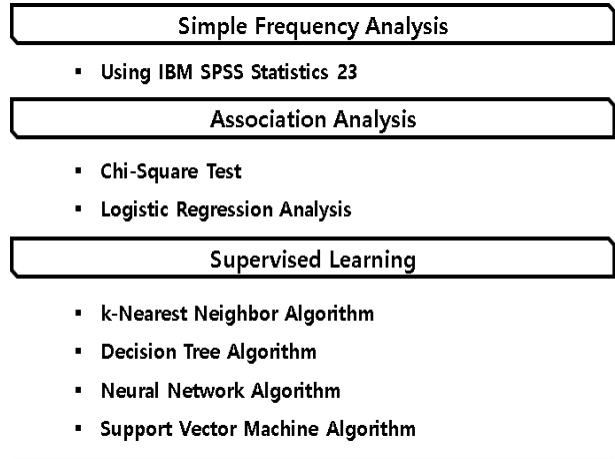 Simple Frequency Analysis
▪ Using IBM SPSS Statistics 23
Association Analysis
▪ Chi-Square Test
▪ Logistic Regression Analysis
Supervised Learning
▪ k-Nearest Neighbor Algorithm
▪ Decision Tree Algorithm
▪ Neural Network Algorithm
▪ Support Vector Machine Algorithm